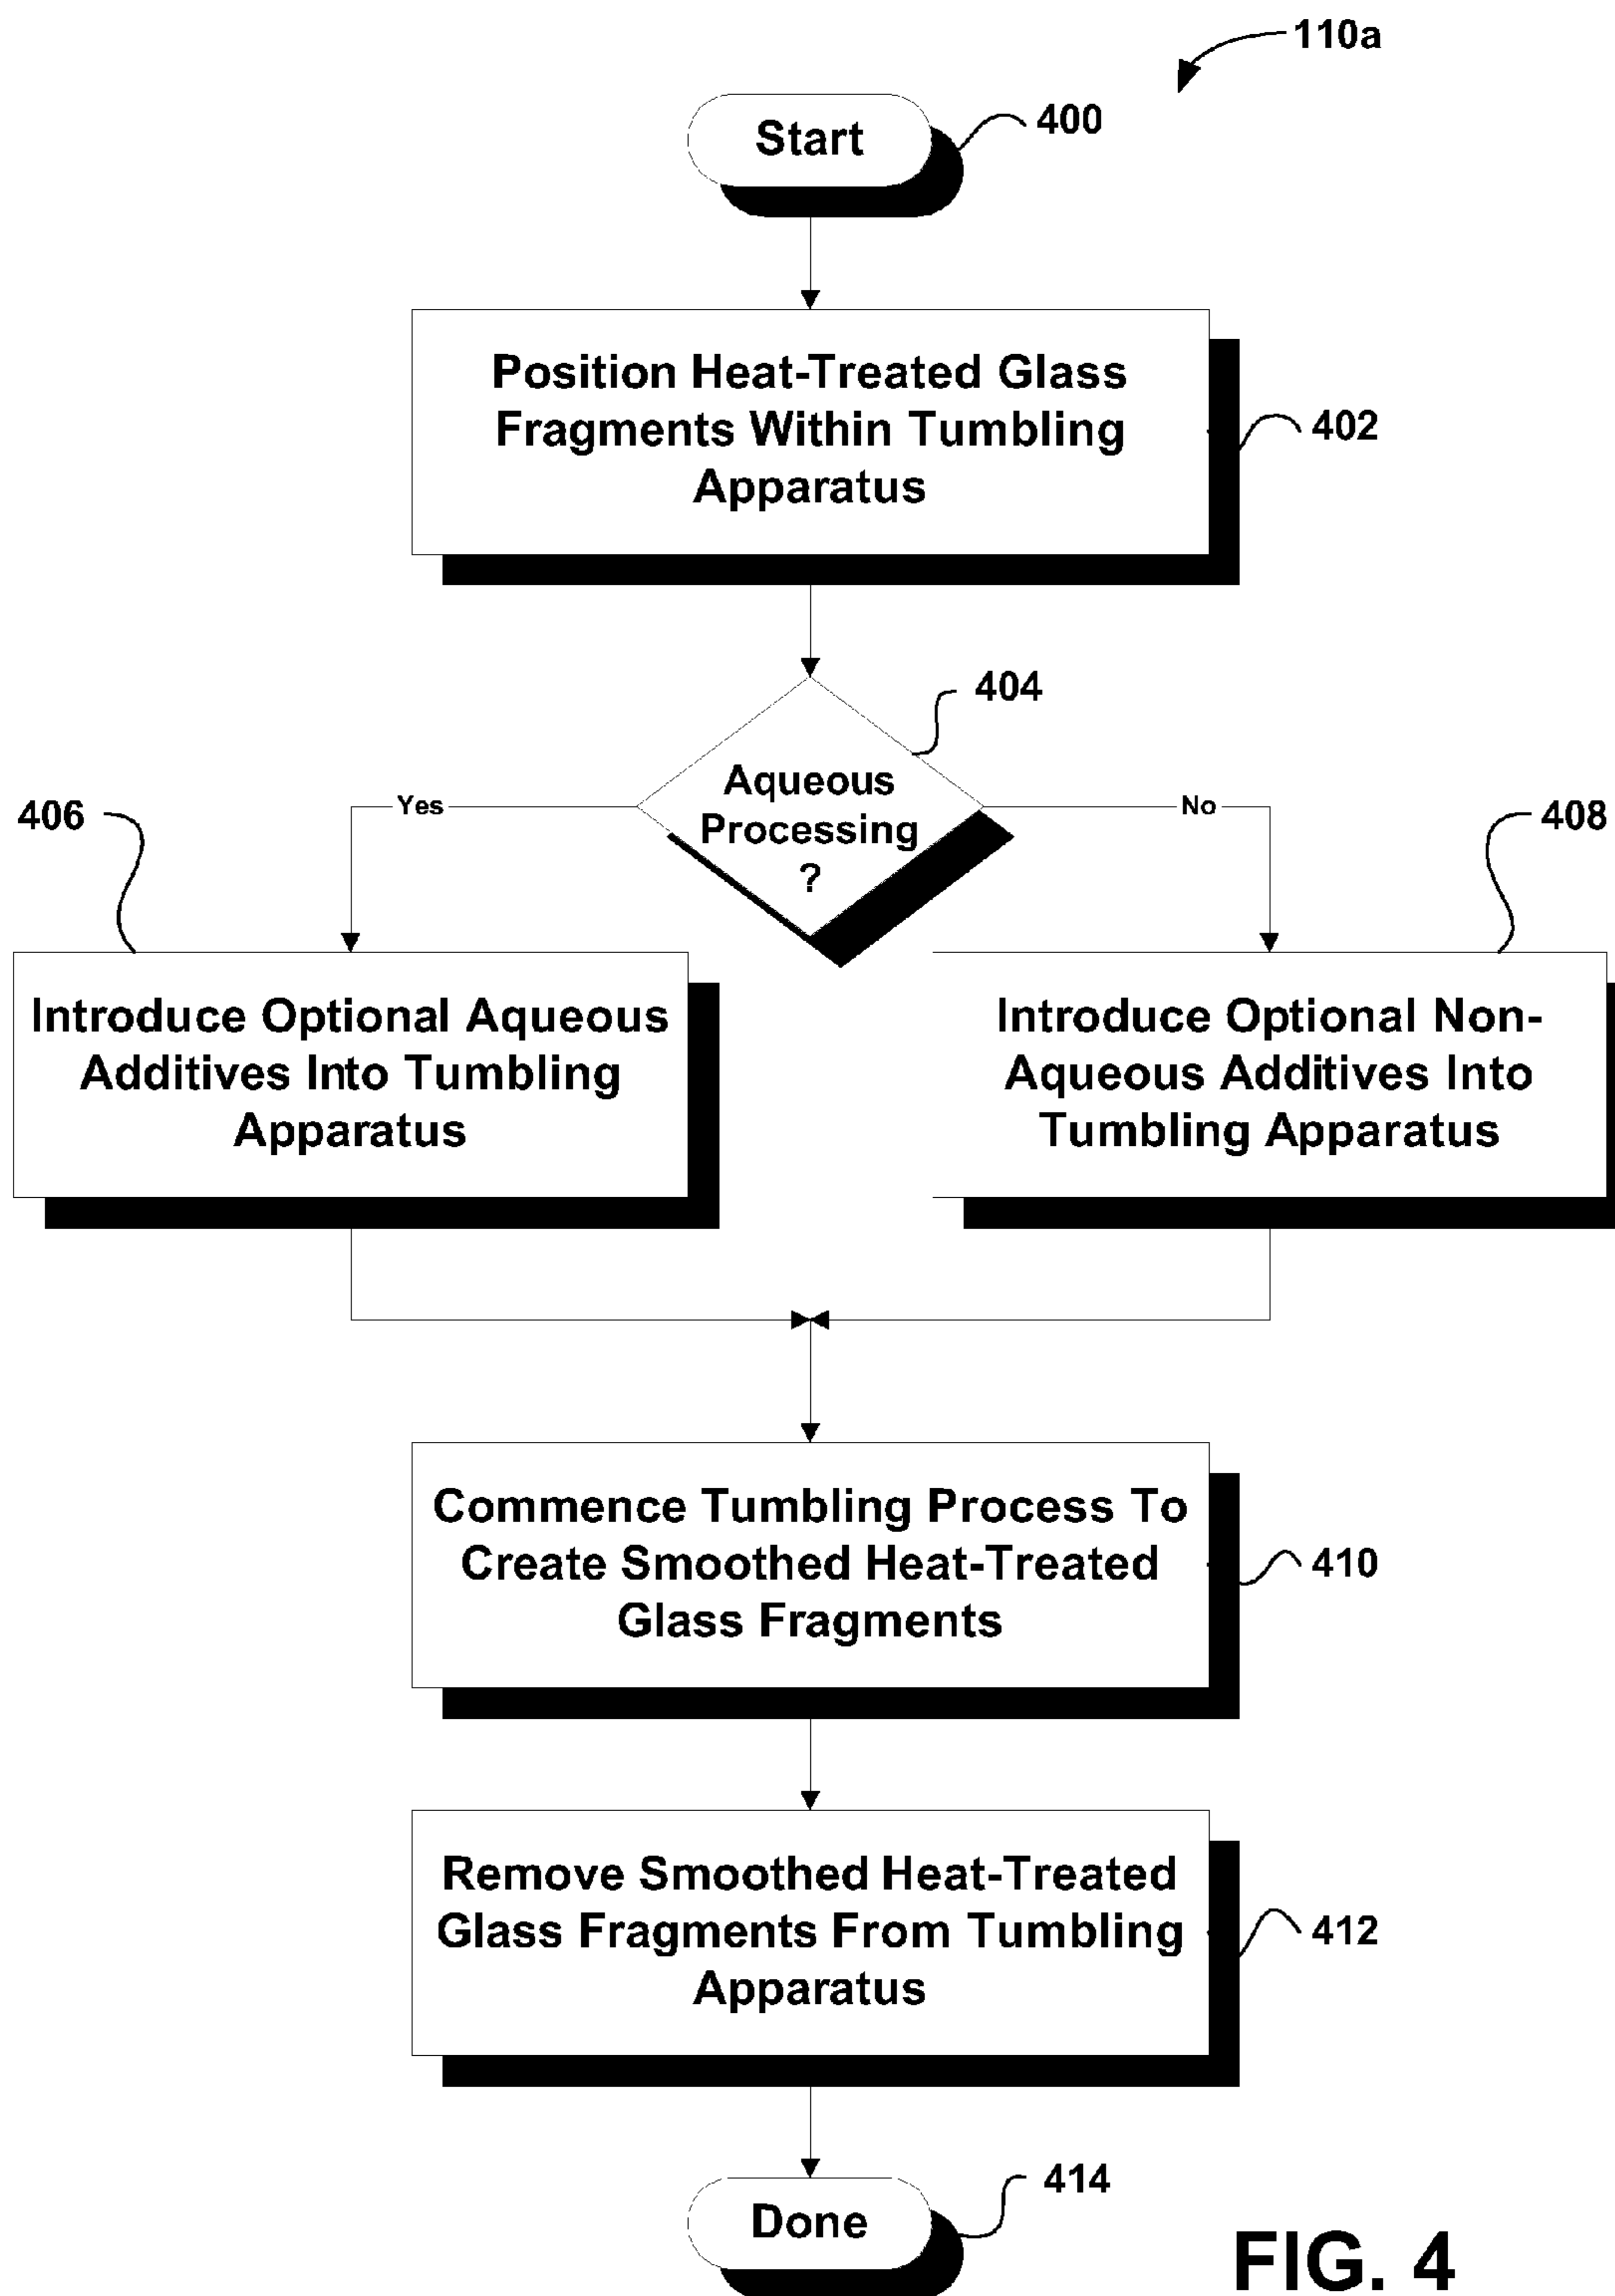 110a
Start
400
Position Heat-Treated Glass
Fragments Within Tumbling
Apparatus
402
404
Aqueous
Processing
?
Yes
No
406
408
Introduce Optional Aqueous
Additives Into Tumbling
Apparatus
Introduce Optional Non-
Aqueous Additives Into
Tumbling Apparatus
Commence Tumbling Process To
Create Smoothed Heat-Treated
Glass Fragments
410
Remove Smoothed Heat-Treated
Glass Fragments From Tumbling
Apparatus
412
Done
414
FIG. 4